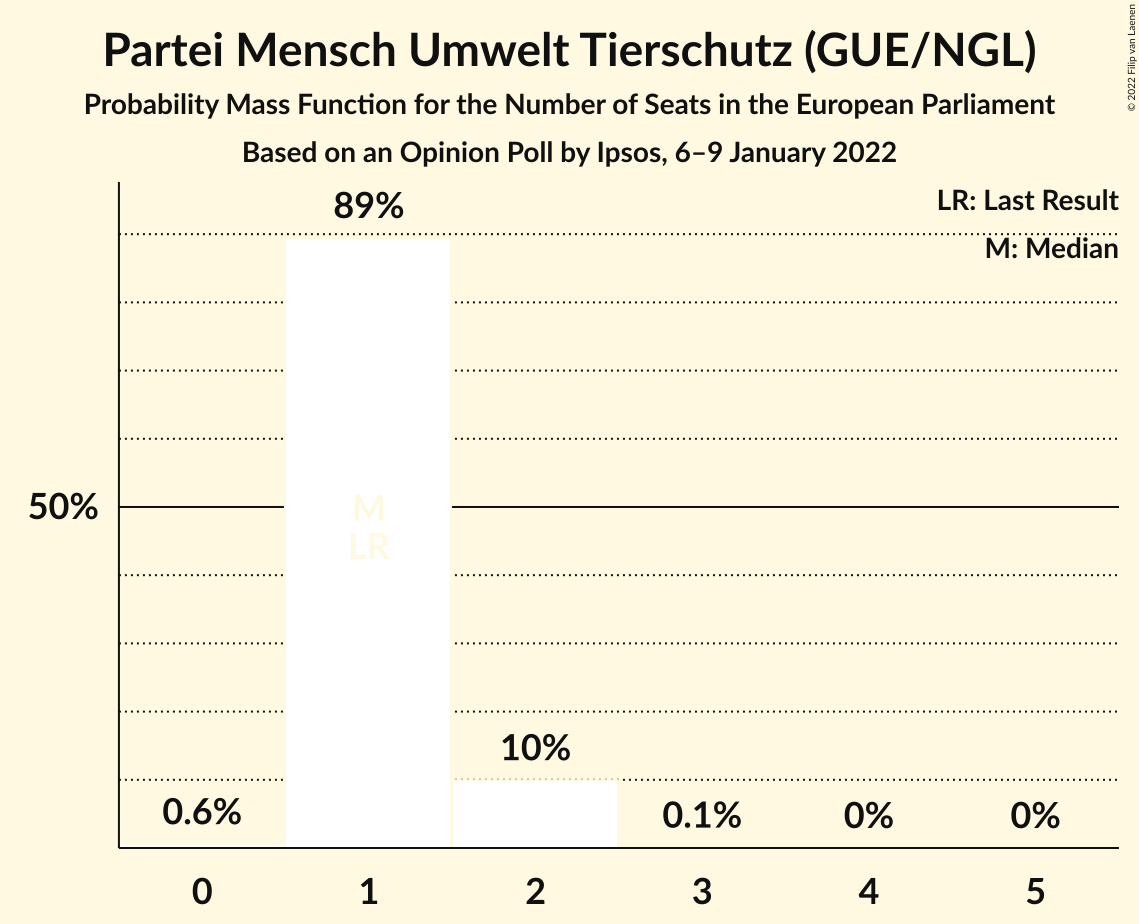 Partei Mensch Umwelt Tierschutz (GUE/NGL)
Probability Mass Function for the Number of Seats in the European Parliament
Based on an Opinion Poll by Ipsos, 6–9 January 2022
© 2022 Filip van Laenen
LR: Last Result
M: Median
89%
50%
M
LR
10%
0.6%
0.1%
0%
0%
0 1 2 3 4 5